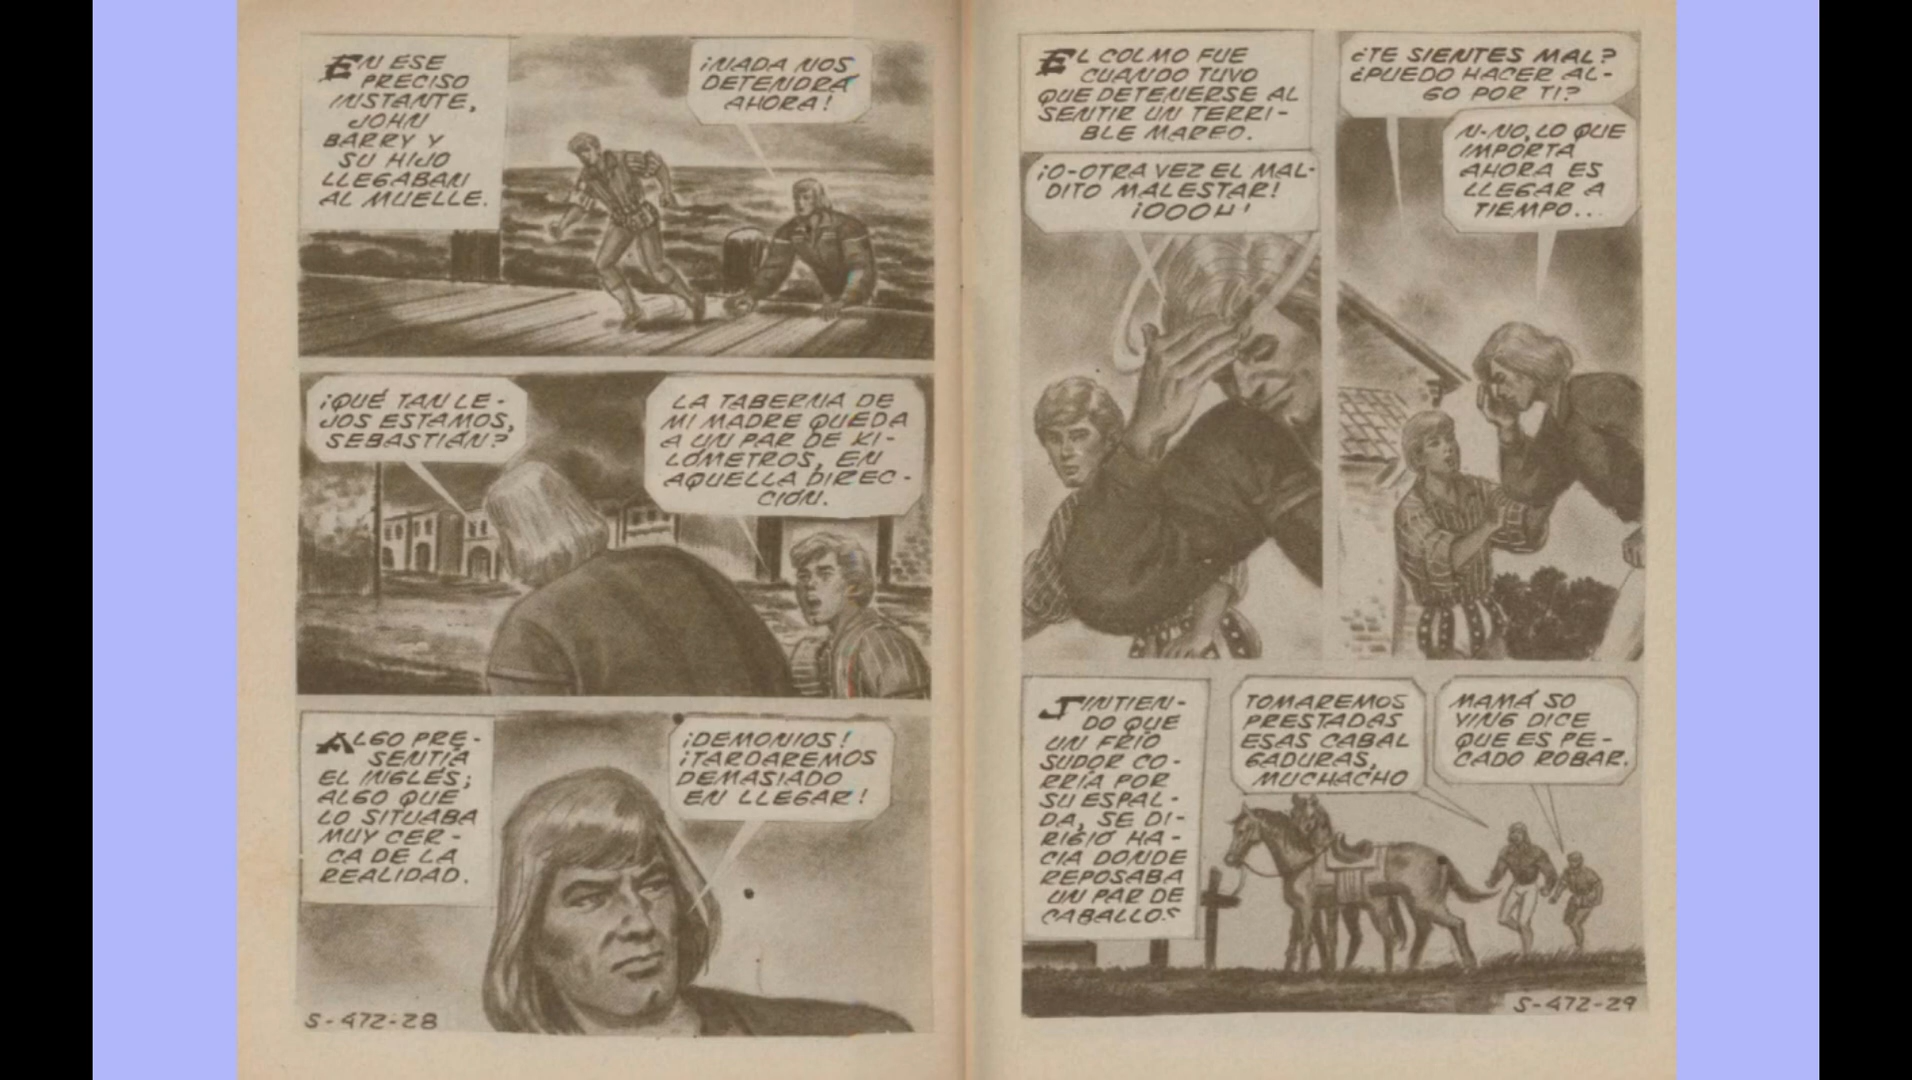 EN ESE
PRECISO
INSTANTE,
JOHN
BARRY Y
SU HIJO
LLEGABAN
AL MUELLE.
¡NADA NOS
DETENDRÁ
AHORA!
¡QUÉ TAN LE-
JOS ESTAMOS,
SEBASTIÁN?
LA TABERNA DE
MI MADRE QUEDA
A UN PAR DE KI-
LÓMETROS, EN
AQUELLA DIREC-
CIÓN.
ALGO PRE-
SENTÍA
EL INGLÉS;
ALGO QUE
LO SITUABA
MUY CER-
CA DE LA
REALIDAD.
¡DEMONIOS!
¡TARDAREMOS
DEMASIADO
EN LLEGAR!
S-472-28
EL COLMO FUE
CUANDO TUVO
QUE DETENERSE AL
SENTIR UN TERRI-
BLE MAREO.
¡O-OTRA VEZ EL MAL-
DITO MALESTAR!
¡OOOH!
¿TE SIENTES MAL?
¿PUEDO HACER AL-
GO POR TI?
N-NO, LO QUE
IMPORTA
AHORA ES
LLEGAR A
TIEMPO...
SINTIEN-
DO QUE
UN FRÍO
SUDOR CO-
RRÍA POR
SU ESPAL-
DA, SE DI-
RIGIÓ HA-
CIA DONDE
REPOSABA
UN PAR DE
CABALLOS
TOMAREMOS
PRESTADAS
ESAS CABAL
GADURAS,
MUCHACHO
MAMÁ SO
YING DICE
QUE ES PE-
CADO ROBAR.
S-472-29